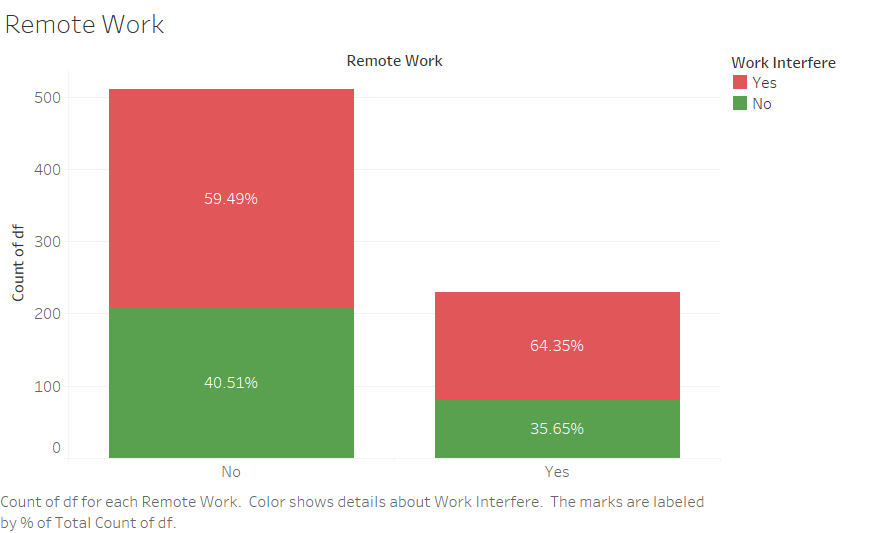 Remote Work
Remote Work
Work Interfere
Yes
No
Count of df
500
400
300
200
100
0
59.49%
40.51%
64.35%
35.65%
No
Yes
Count of df for each Remote Work. Color shows details about Work Interfere. The marks are labeled
by % of Total Count of df.